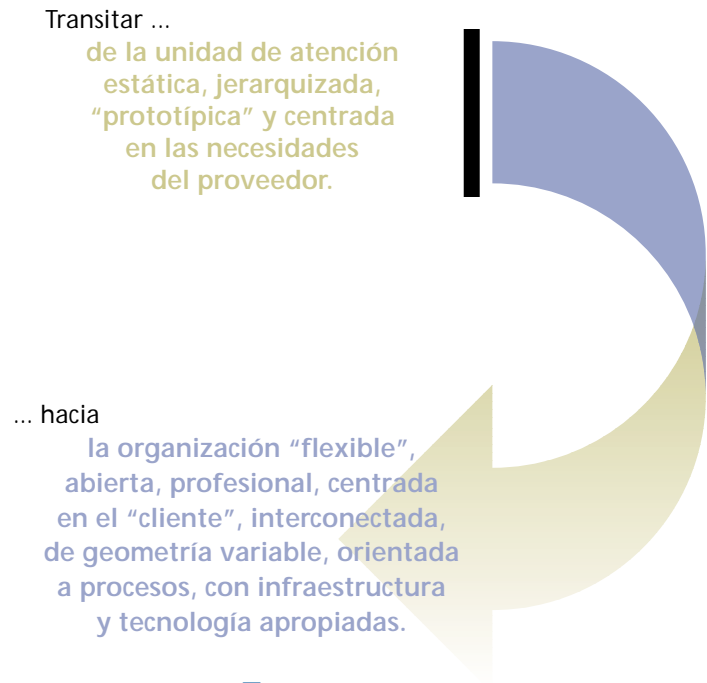 Transitar ...
de la unidad de atención
estática, jerarquizada,
“prototípica” y centrada
en las necesidades
del proveedor.
... hacia
la organización “flexible”,
abierta, profesional, centrada
en el “cliente”, interconectada,
de geometría variable, orientada
a procesos, con infraestructura
y tecnología apropiadas.